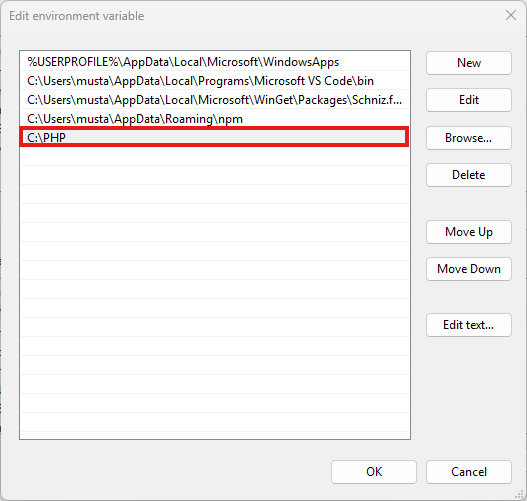 Edit environment variable
%USERPROFILE%\AppData\Local\Microsoft\WindowsApps
C:\Users\musta\AppData\Local\Programs\Microsoft VS Code\bin
C:\Users\musta\AppData\Local\Microsoft\WinGet\Packages\Schniz.f...
C:\Users\musta\AppData\Roaming\npm
C:\PHP
New
Edit
Browse...
Delete
Move Up
Move Down
Edit text...
OK
Cancel